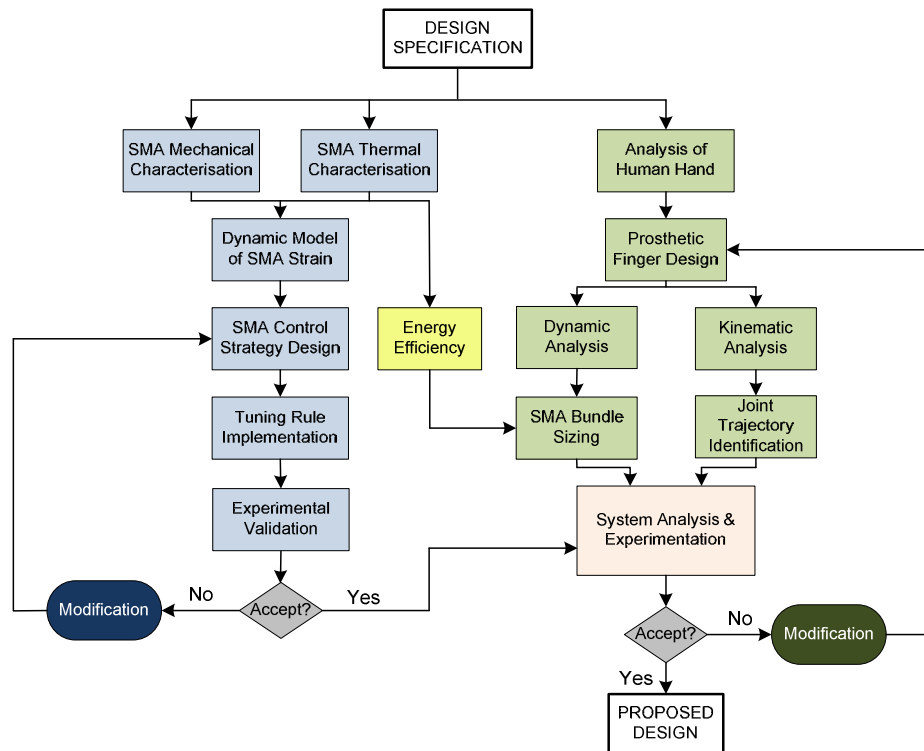 DESIGN
SPECIFICATION
SMA Mechanical
Characterisation
SMA Thermal
Characterisation
Analysis of
Human Hand
Dynamic Model
of SMA Strain
Prosthetic
Finger Design
SMA Control
Strategy Design
Energy
Efficiency
Dynamic
Analysis
Kinematic
Analysis
Tuning Rule
Implementation
SMA Bundle
Sizing
Joint
Trajectory
Identification
Experimental
Validation
System Analysis &
Experimentation
Modification
No
Accept?
Yes
Accept?
No
Modification
Yes
PROPOSED
DESIGN